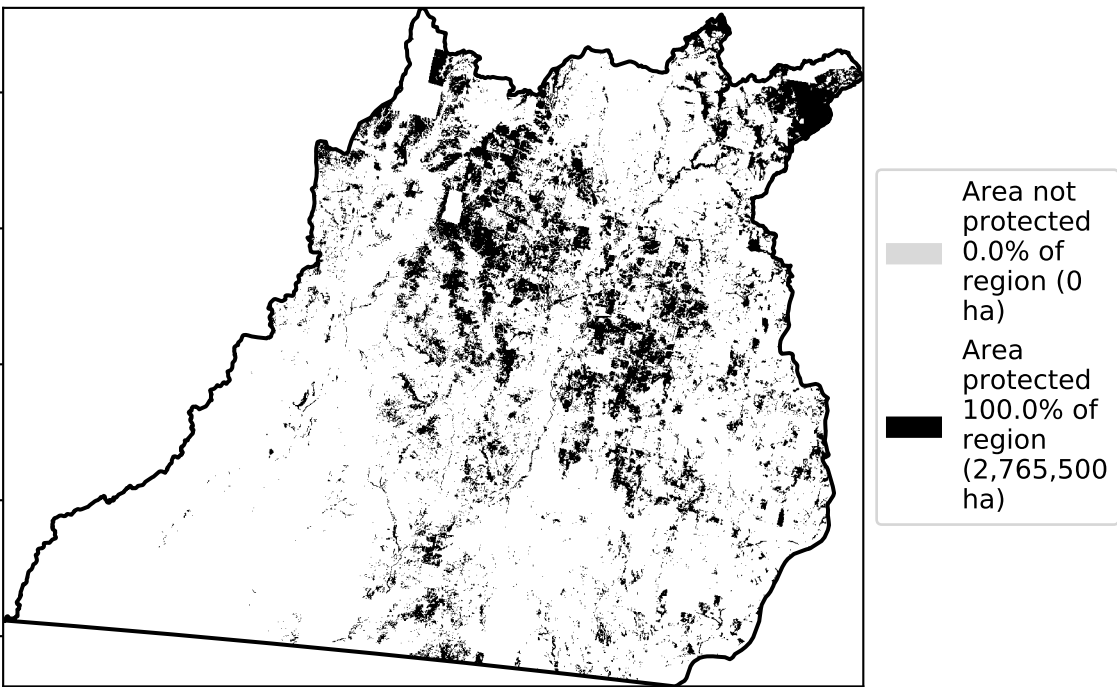 Area not
protected
0.0% of
region (0
ha)
Area
protected
100.0% of
region
(2,765,500
ha)